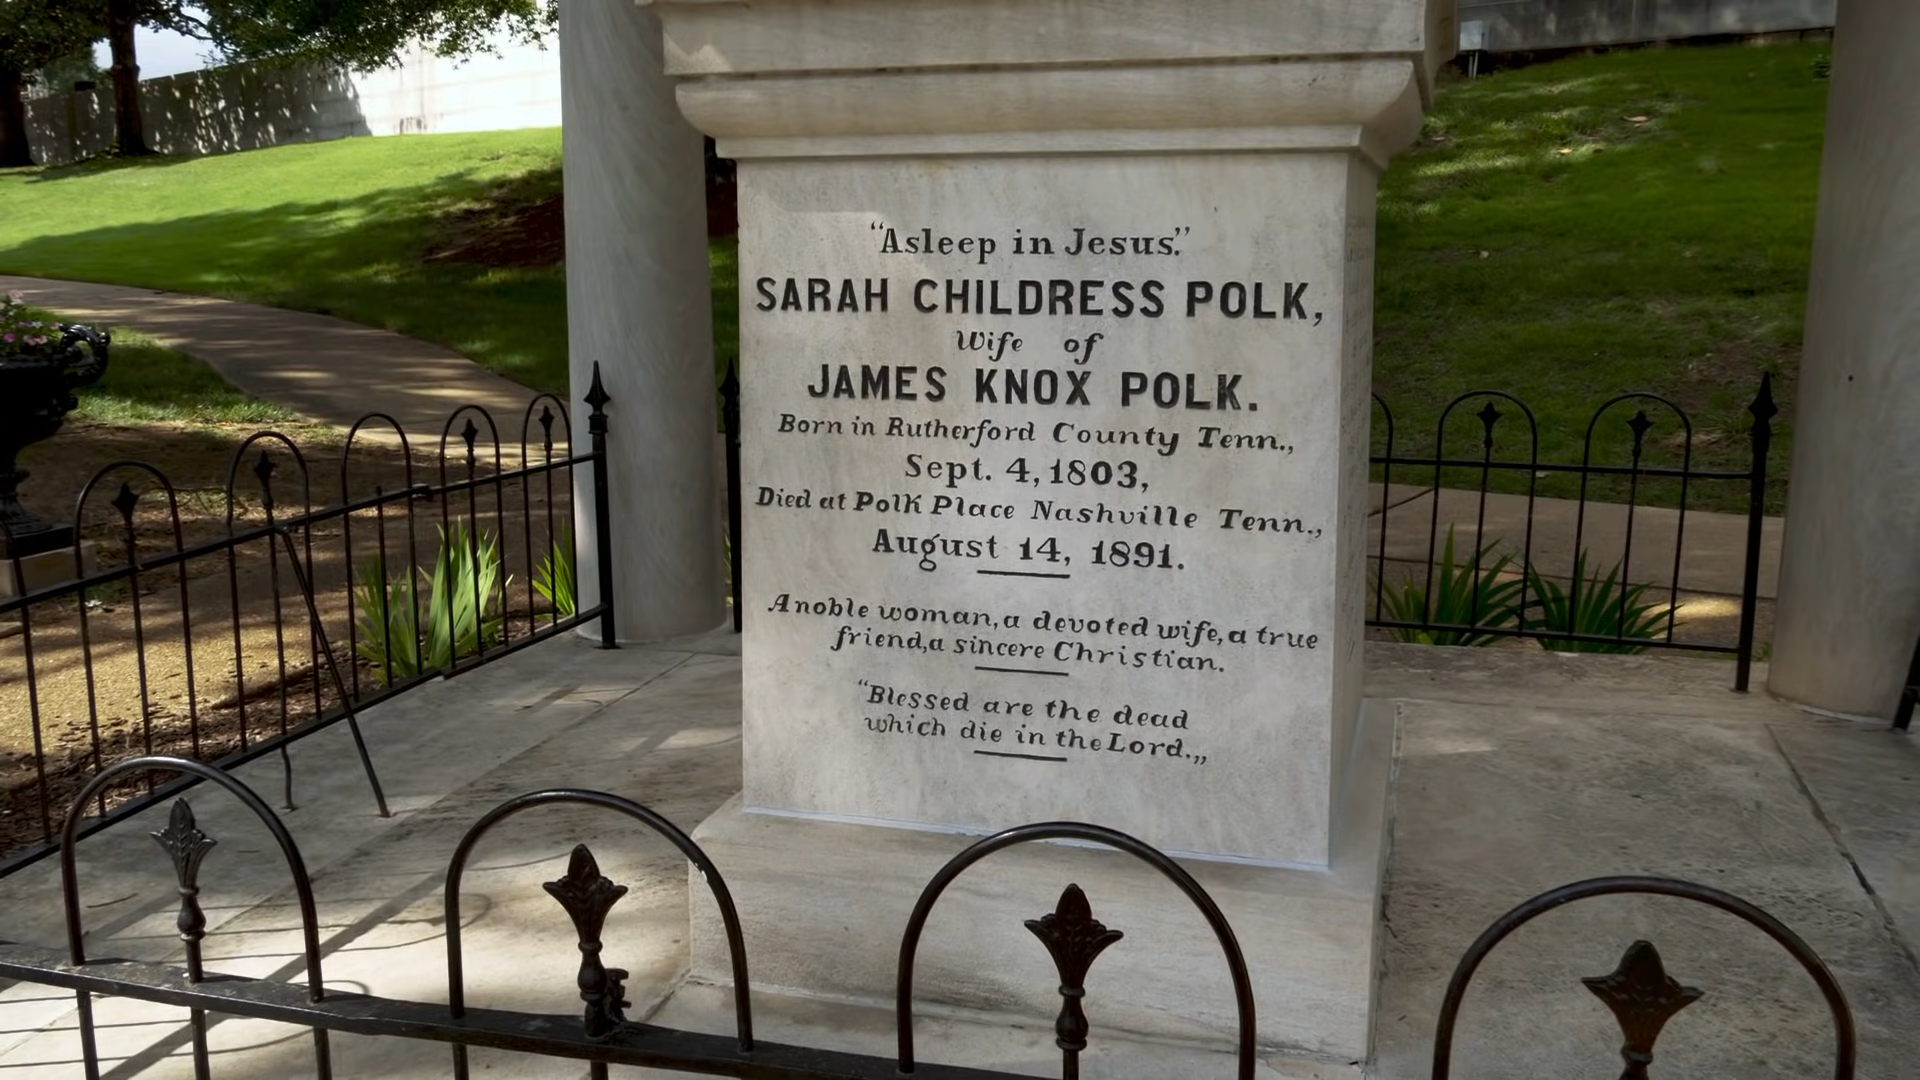 "Asleep in Jesus."
SARAH CHILDRESS POLK,
Wife of
JAMES KNOX POLK.
Born in Rutherford County Tenn.,
Sept. 4, 1803,
Died at Polk Place Nashville Tenn.,
August 14, 1891.
A noble woman, a devoted wife, a true
friend, a sincere Christian.
"Blessed are the dead
which die in the Lord.„